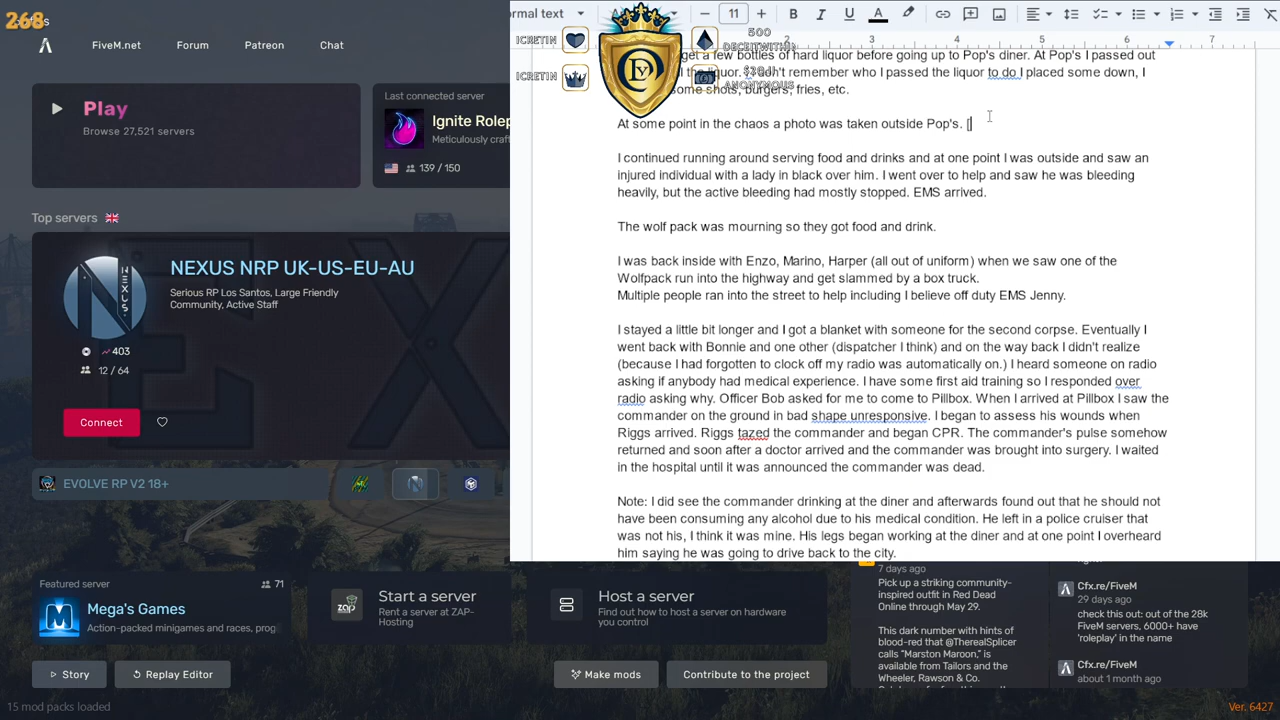 268
FiveM.net
Forum
Patreon
Chat
Play
Browse 27,521 servers
Last connected server
Ignite Rolep
Meticulously craft
139 / 150
Top servers
NEXUS NRP UK-US-EU-AU
Serious RP Los Santos, Large Friendly
Community, Active Staff
NEXUS
403
12 / 64
Connect
EVOLVE RP V2 18+
Featured server
71
Mega's Games
Action-packed minigames and races, prog
Story
Replay Editor
15 mod packs loaded
Start a server
Rent a server at ZAP-
Hosting
Host a server
Find out how to host a server on hardware
you control
Make mods
Contribute to the project
7 days ago
Pick up a striking community-
inspired outfit in Red Dead
Online through May 29.
This dark number with hints of
blood-red that @TherealSplicer
calls “Marston Maroon,” is
available from Tailors and the
Wheeler, Rawson & Co.
Cfx.re/FiveM
29 days ago
check this out: out of the 28k
FiveM servers, 6000+ have
'roleplay' in the name
Cfx.re/FiveM
about 1 month ago
Ver. 6427
rmal text
11
B I U A
3 4 5 6 7
ICRETIN
ICRETIN
DY
500
DECEITWITHIN
ANONYMOUS
get a few bottles of hard liquor before going up to Pop's diner. At Pop's I passed out
the liquor. I don't remember who I passed the liquor to do I placed some down, I
some shots, burgers, fries, etc.
At some point in the chaos a photo was taken outside Pop's. [
I continued running around serving food and drinks and at one point I was outside and saw an
injured individual with a lady in black over him. I went over to help and saw he was bleeding
heavily, but the active bleeding had mostly stopped. EMS arrived.
The wolf pack was mourning so they got food and drink.
I was back inside with Enzo, Marino, Harper (all out of uniform) when we saw one of the
Wolfpack run into the highway and get slammed by a box truck.
Multiple people ran into the street to help including I believe off duty EMS Jenny.
I stayed a little bit longer and I got a blanket with someone for the second corpse. Eventually I
went back with Bonnie and one other (dispatcher I think) and on the way back I didn't realize
(because I had forgotten to clock off my radio was automatically on.) I heard someone on radio
asking if anybody had medical experience. I have some first aid training so I responded over
radio asking why. Officer Bob asked for me to come to Pillbox. When I arrived at Pillbox I saw the
commander on the ground in bad shape unresponsive. I began to assess his wounds when
Riggs arrived. Riggs tazed the commander and began CPR. The commander's pulse somehow
returned and soon after a doctor arrived and the commander was brought into surgery. I waited
in the hospital until it was announced the commander was dead.
Note: I did see the commander drinking at the diner and afterwards found out that he should not
have been consuming any alcohol due to his medical condition. He left in a police cruiser that
was not his, I think it was mine. His legs began working at the diner and at one point I overheard
him saying he was going to drive back to the city.